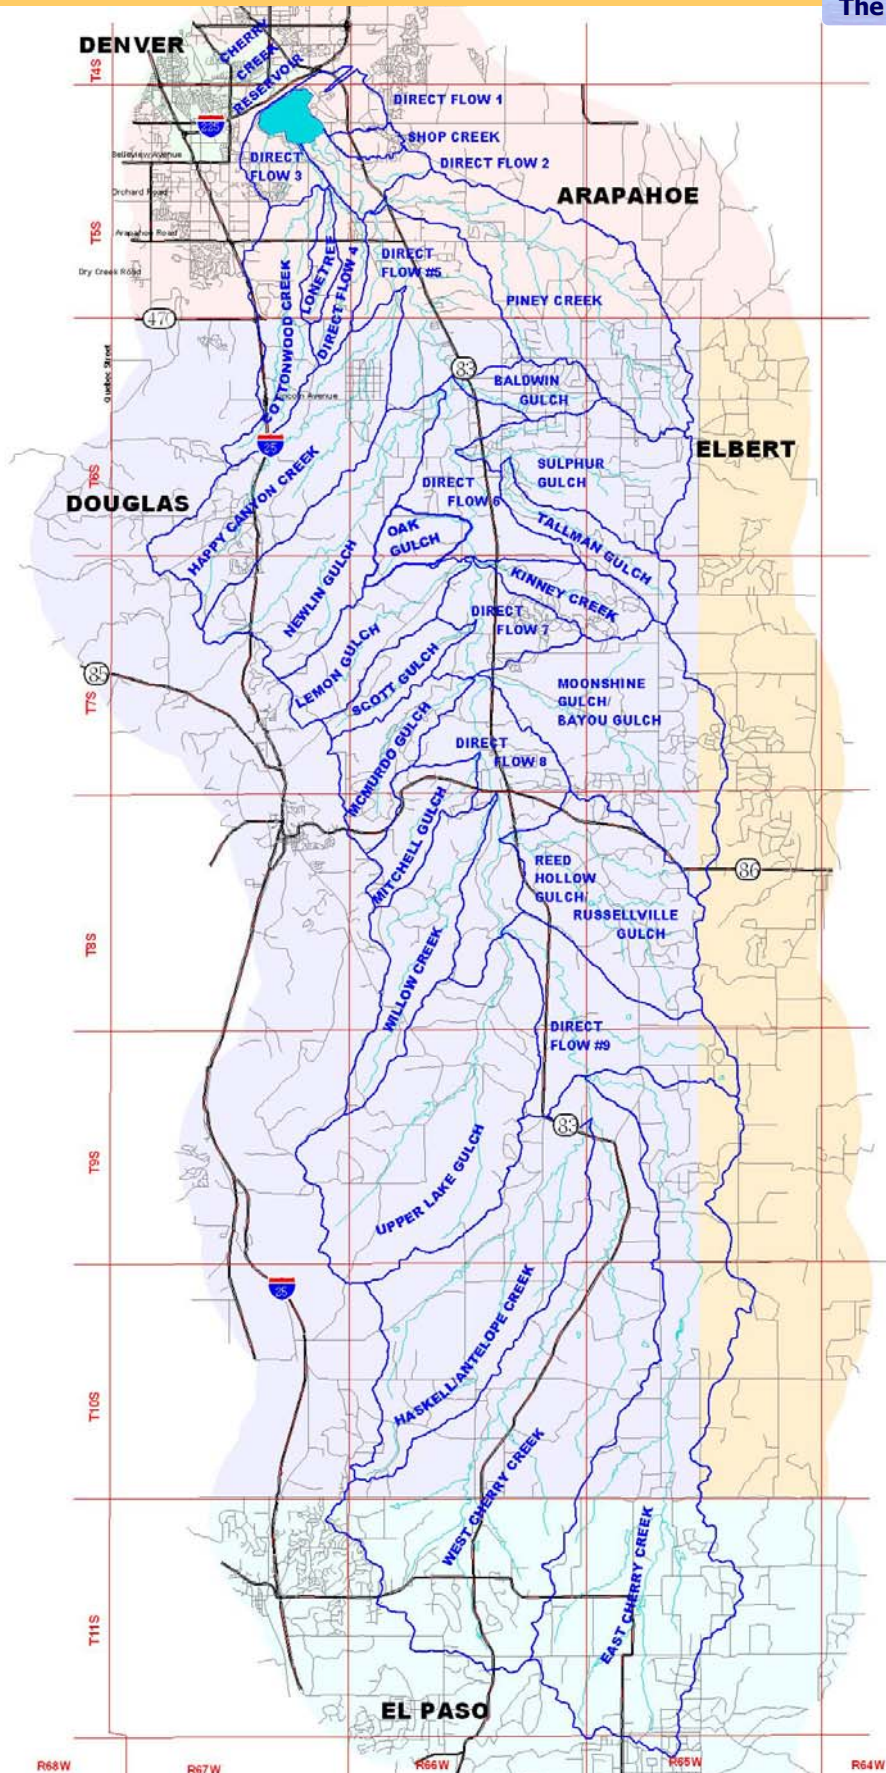 The
DENVER
CHERRY
CREEK
RESERVOIR
T4S
DIRECT FLOW 1
225
SHOP CREEK
Belleview Avenue
DIRECT
FLOW 3
DIRECT FLOW 2
Orchard Road
ARAPAHOE
T5S
Arapahoe Road
DIRECT
FLOW #5
Dry Creek Road
COTTONWOOD CREEK
LONETREE
DIRECT FLOW 4
PINEY CREEK
470
Quebec Street
83
BALDWIN
GULCH
Lincoln Avenue
25
ELBERT
T6S
SULPHUR
GULCH
DIRECT
FLOW 6
DOUGLAS
HAPPY CANYON CREEK
OAK
GULCH
TALLMAN GULCH
NEWLIN GULCH
KINNEY CREEK
DIRECT
FLOW 7
LEMON GULCH
SCOTT GULCH
85
T7S
MOONSHINE
GULCH/
BAYOU GULCH
MCMURDO GULCH
DIRECT
FLOW 8
MITCHELL GULCH
REED
HOLLOW
GULCH/
86
RUSSELLVILLE
GULCH
T8S
WILLOW CREEK
DIRECT
FLOW #9
83
T9S
UPPER LAKE GULCH
25
HASKELL/ANTELOPE CREEK
T10S
WEST CHERRY CREEK
EAST CHERRY CREEK
T11S
EL PASO
R68W
R67W
R66W
R65W
R64W